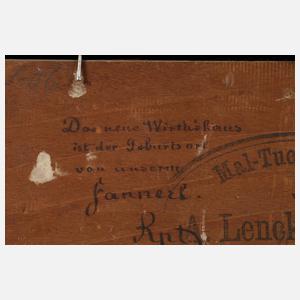 Das neue Wirthshaus
ist der Geburtsort
von unserm
Fannerl.
Mal-Tuc
A. Lenck